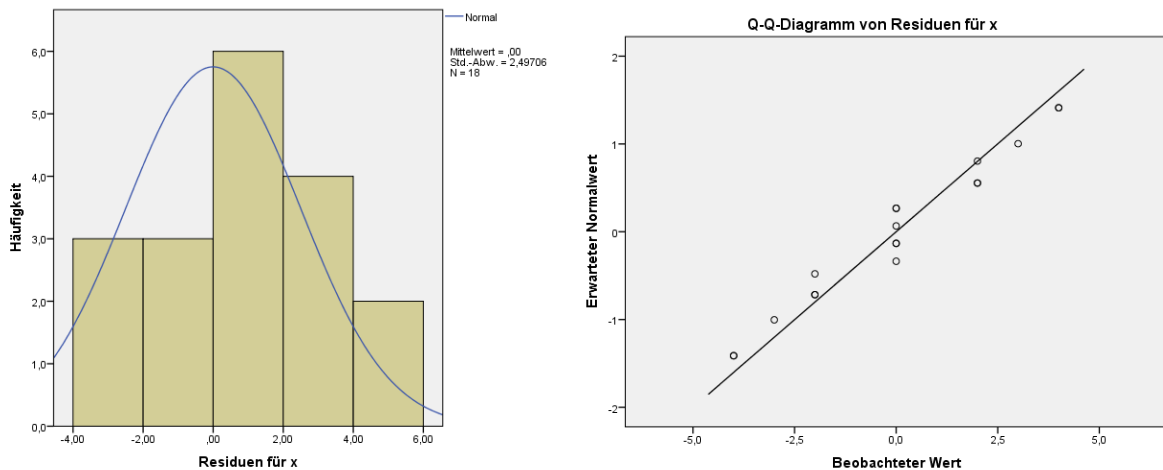 Normal
Mittelwert = ,00
Std.-Abw. = 2,49706
N = 18
Häufigkeit
6,0
5,0
4,0
3,0
2,0
1,0
0,0
-4,00 -2,00 ,00 2,00 4,00 6,00
Residuen für x
Q-Q-Diagramm von Residuen für x
Erwarteter Normalwert
2
1
0
-1
-2
-5,0 -2,5 0,0 2,5 5,0
Beobachteter Wert